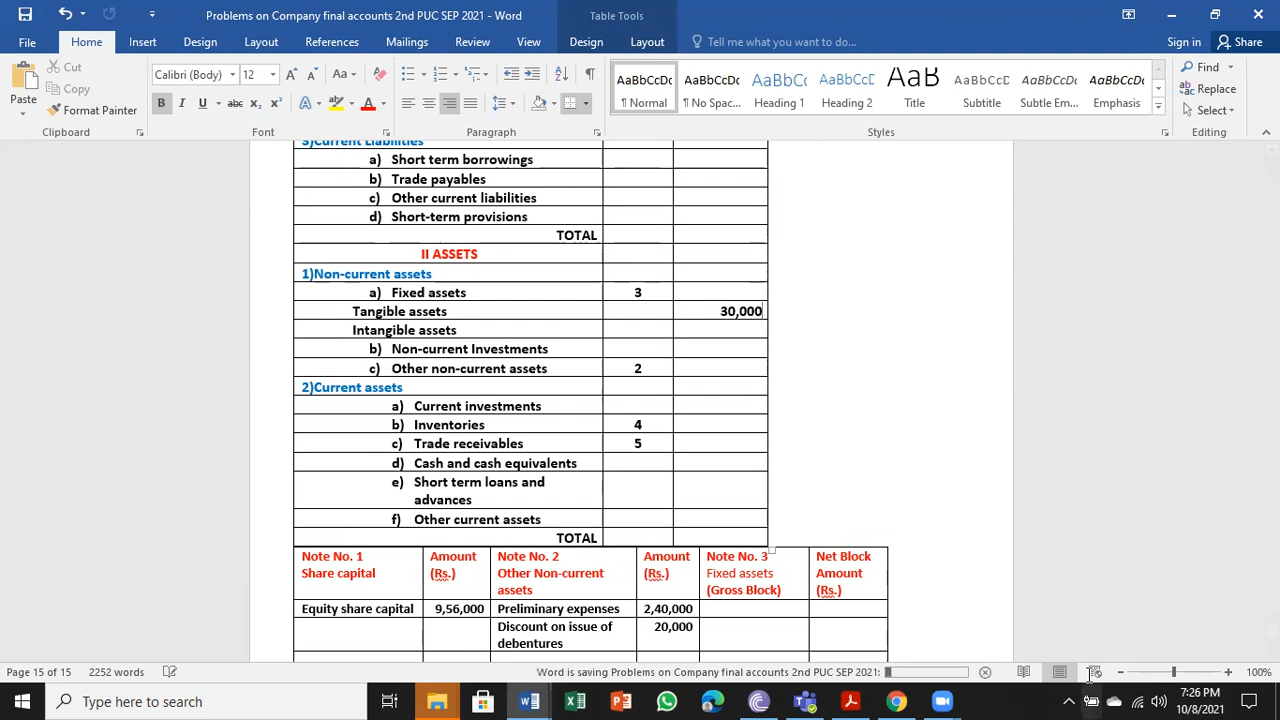 Problems on Company final accounts 2nd PUC SEP 2021 - Word
Table Tools
File Home Insert Design Layout References Mailings Review View Design Layout Tell me what you want to do Sign in Share
Cut
Copy
Paste
Format Painter
Clipboard
Calibri (Body) 12
Font
Paragraph
AaBbCcDc AaBbCcDc AaBbCcD AaBbCcD AaB AaBbCcDc AaBbCcDc AaBbCcDc
¶ Normal ¶ No Spac... Heading Heading 2 Title Subtitle Subtle Em... Emphasis
Styles
Find
Replace
Select
Editing
3)Current Liabilities
a) Short term borrowings
b) Trade payables
c) Other current liabilities
d) Short-term provisions
TOTAL
II ASSETS
1)Non-current assets
a) Fixed assets 3
Tangible assets 30,000
Intangible assets
b) Non-current Investments
c) Other non-current assets 2
2)Current assets
a) Current investments
b) Inventories 4
c) Trade receivables 5
d) Cash and cash equivalents
e) Short term loans and
advances
f) Other current assets
TOTAL
Note No. 1 Amount Note No. 2 Amount Note No. 3 Net Block
Share capital (Rs.) Other Non-current (Rs.) Fixed assets Amount
assets (Gross Block) (Rs.)
Equity share capital 9,56,000 Preliminary expenses 2,40,000
Discount on issue of 20,000
debentures
Page 15 of 15 2252 words Word is saving Problems on Company final accounts 2nd PUC SEP 2021: 100%
Type here to search
7:26 PM
10/8/2021